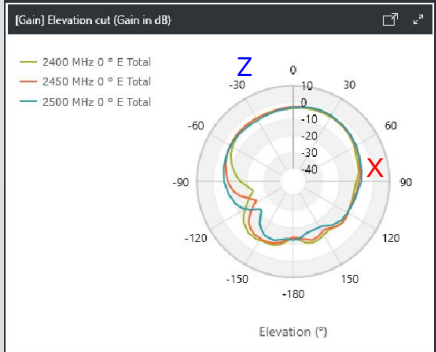 [Gain] Elevation cut (Gain in dB)
2400 MHz 0 ° E Total
2450 MHz 0 ° E Total
2500 MHz 0 ° E Total
Z
X
0
-30
30
10
0
-10
-20
-30
-40
-60
60
-90
90
-120
120
-150
150
-180
Elevation (°)